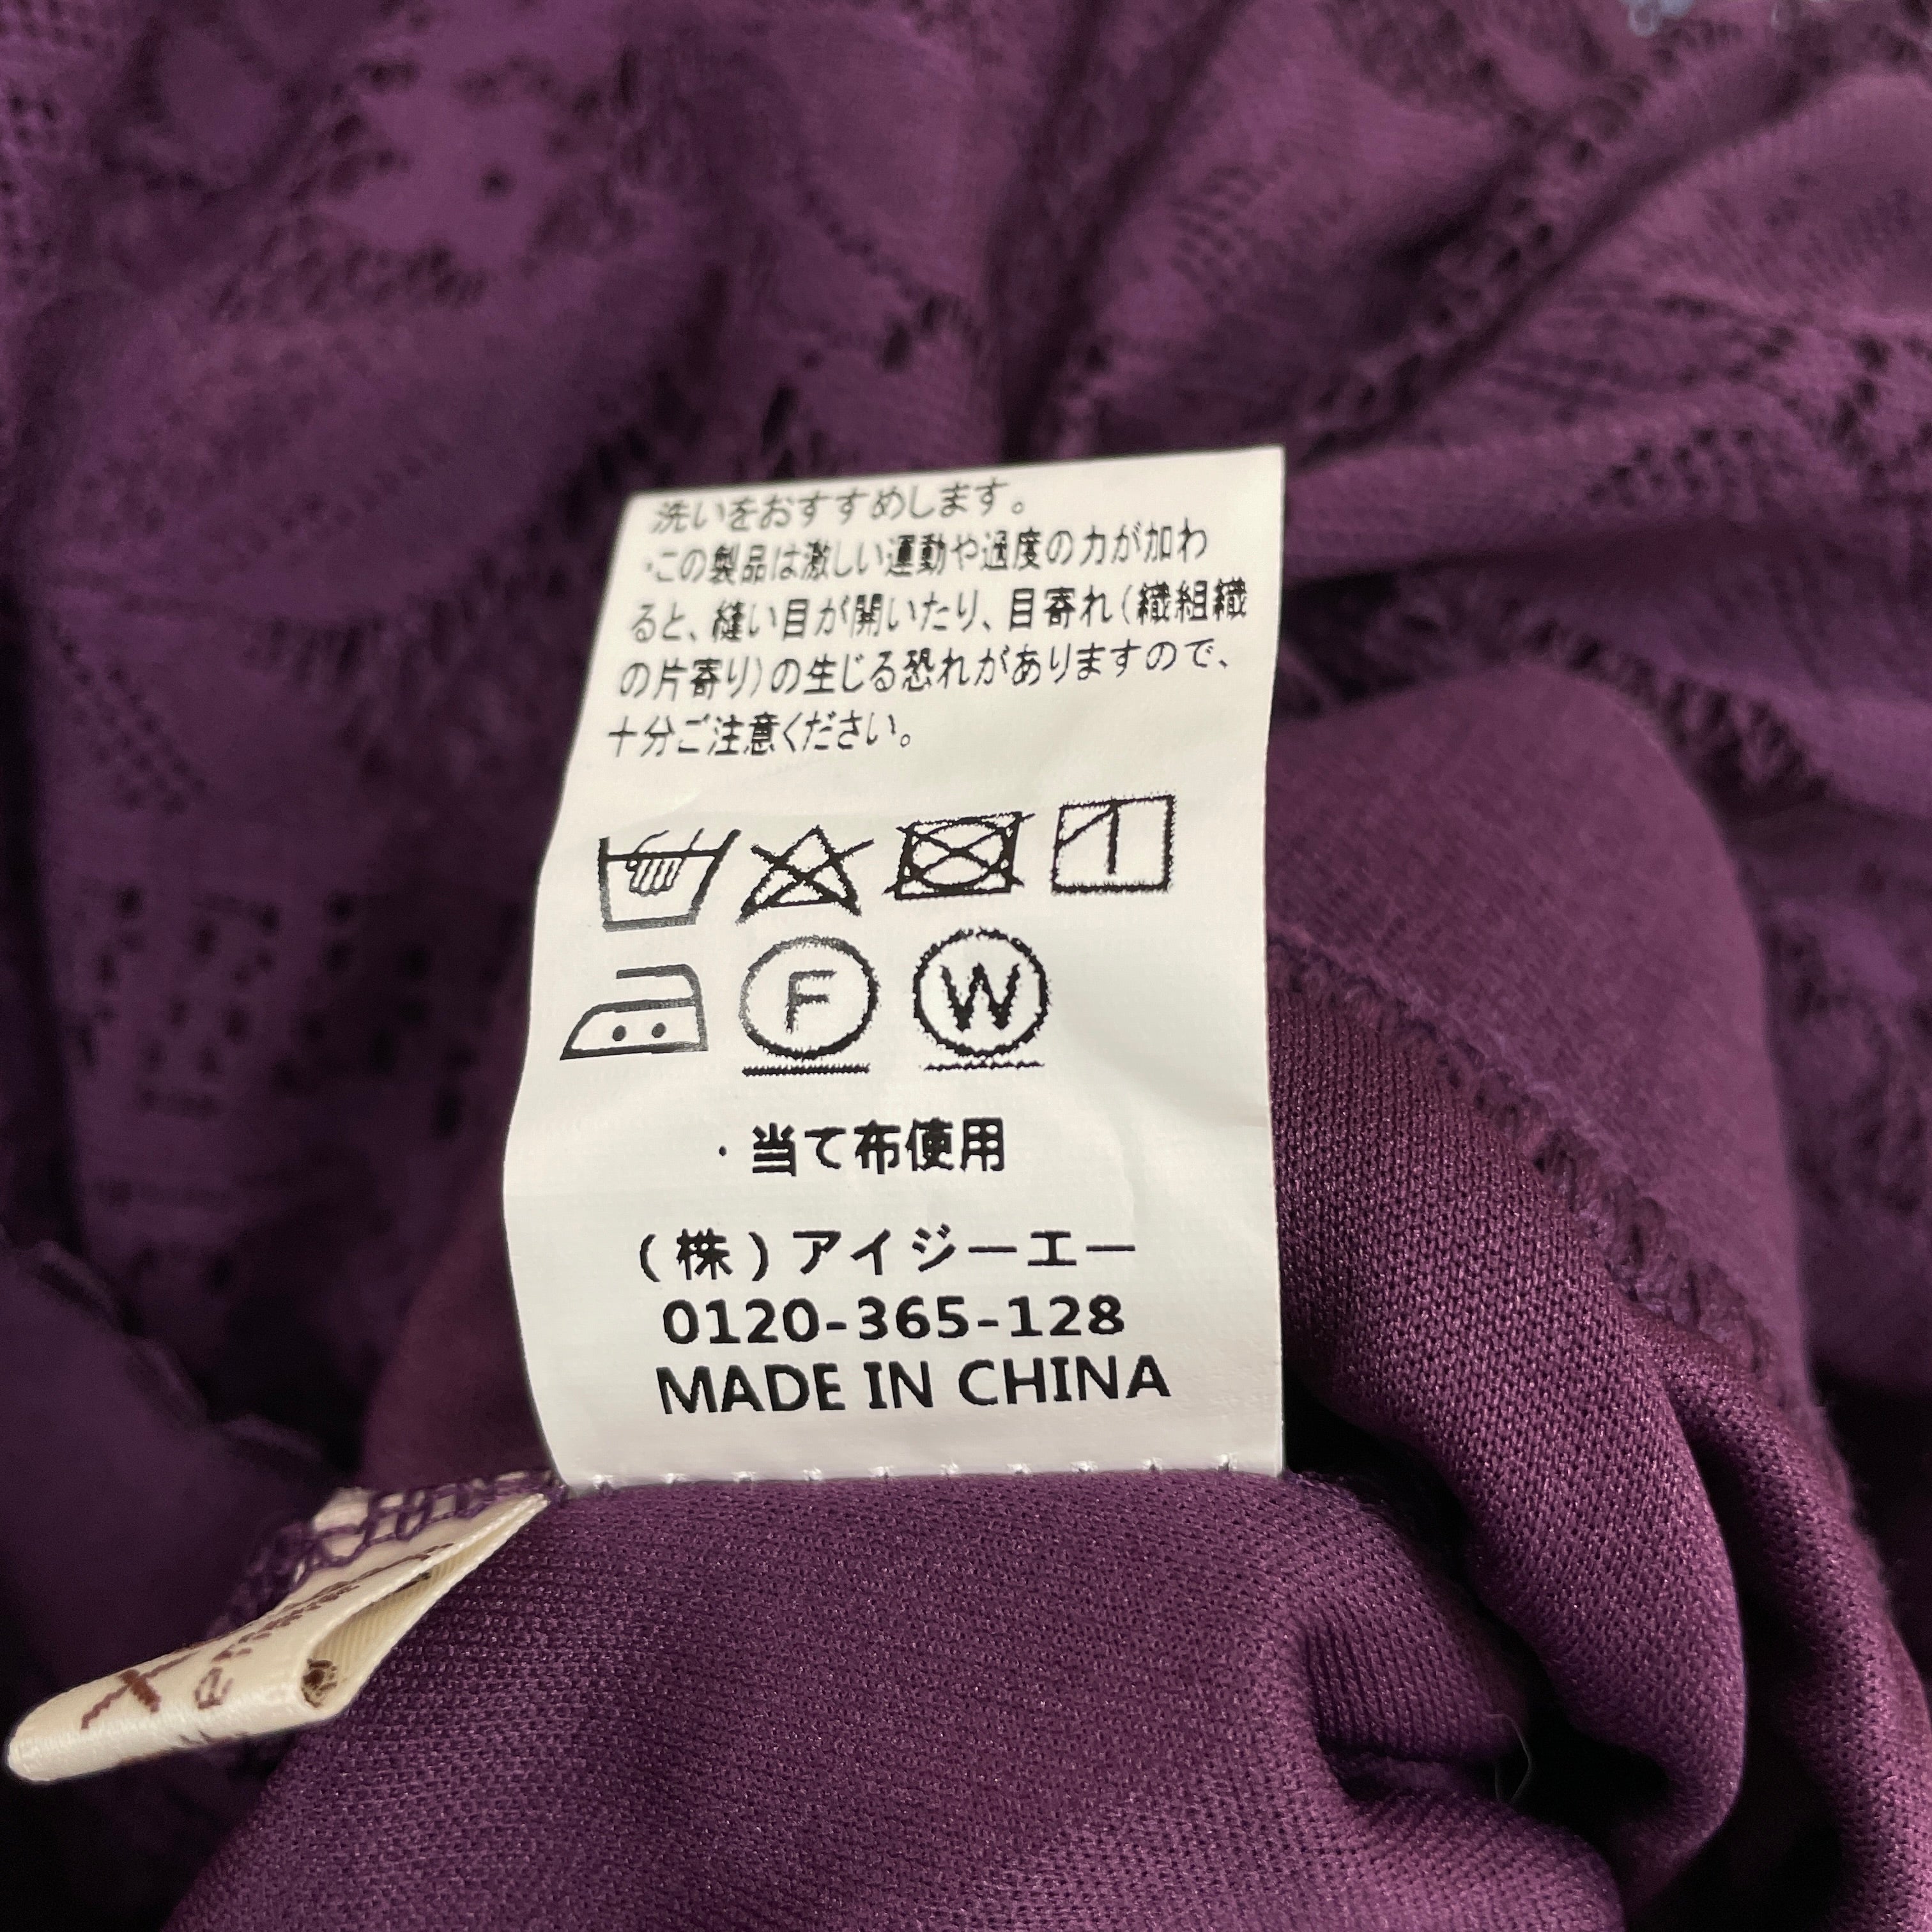 洗いをおすすめします。
・この製品は激しい運動や過度の力が加わ
ると、縫い目が開いたり、目寄れ(織組織
の片寄り)の生じる恐れがありますので、
十分ご注意ください。
F W
・当て布使用
(株)アイジーエー
0120-365-128
MADE IN CHINA